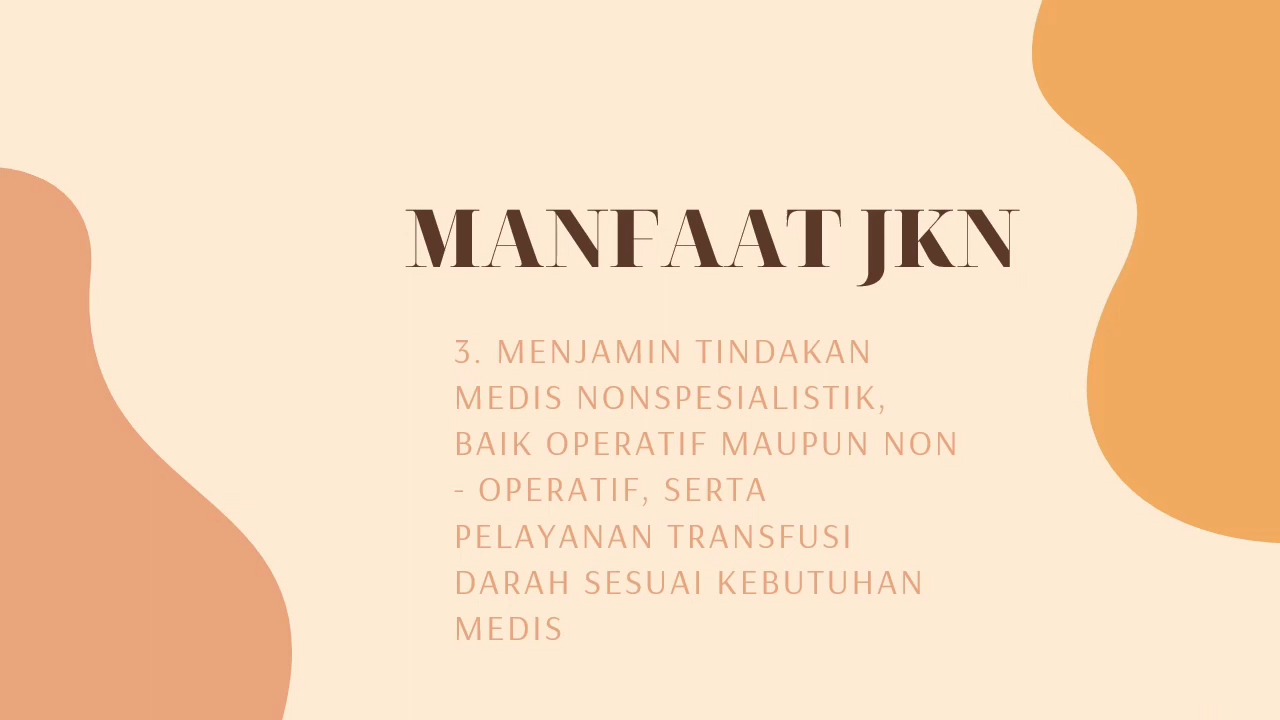 MANFAAT JKN
3. MENJAMIN TINDAKAN
MEDIS NONSPESIALISTIK,
BAIK OPERATIF MAUPUN NON
- OPERATIF, SERTA
PELAYANAN TRANSFUSI
DARAH SESUAI KEBUTUHAN
MEDIS